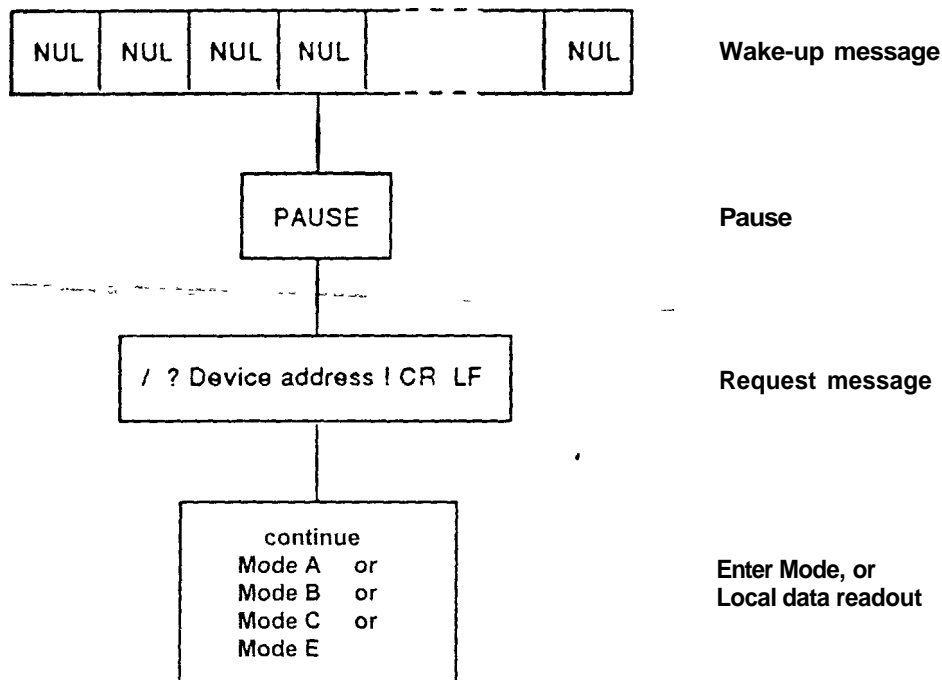 NUL NUL NUL NUL NUL Wake-up message
PAUSE Pause
/ ? Device address ! CR LF Request message
continue
Mode A or
Mode B or
Mode C or
Mode E
Enter Mode, or
Local data readout